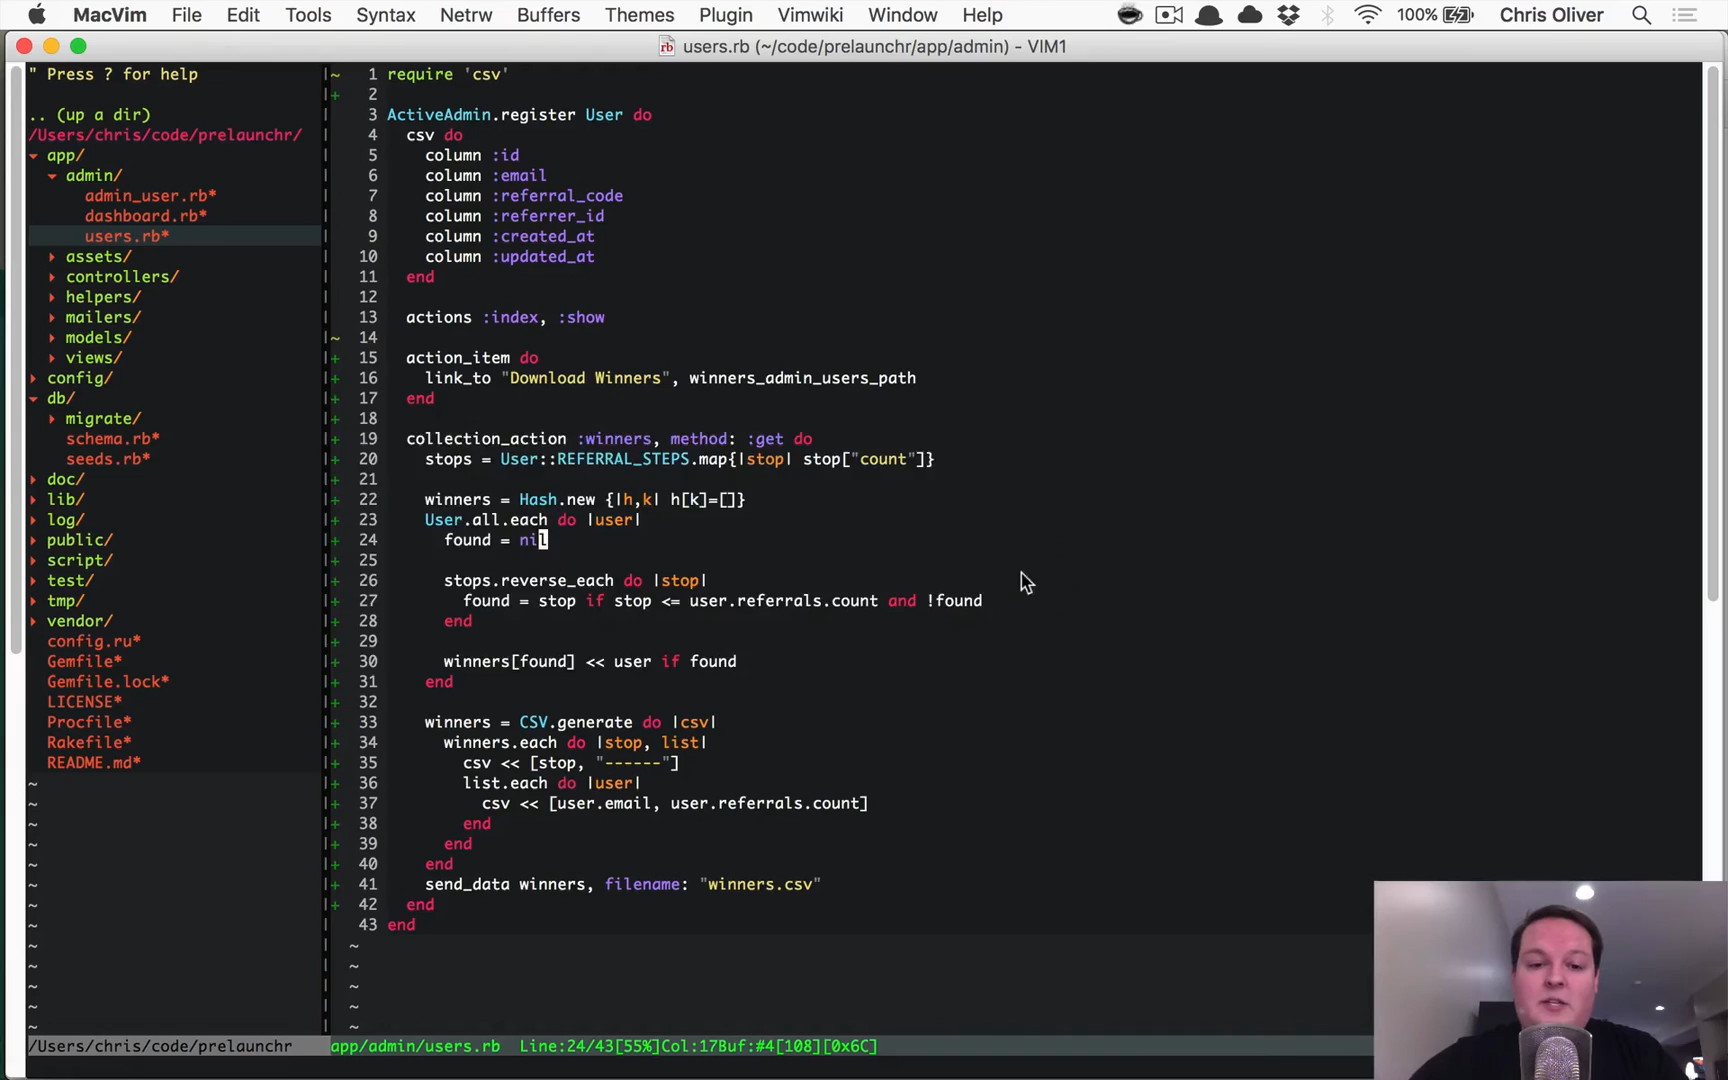 MacVim File Edit Tools Syntax Netrw Buffers Themes Plugin Vimwiki Window Help 100% Chris Oliver
rb users.rb (~/code/prelaunchr/app/admin) - VIM1
" Press ? for help
.. (up a dir)
/Users/chris/code/prelaunchr/
app/
admin/
admin_user.rb*
dashboard.rb*
users.rb*
assets/
controllers/
helpers/
mailers/
models/
views/
config/
db/
migrate/
schema.rb*
seeds.rb*
doc/
lib/
log/
public/
script/
test/
tmp/
vendor/
config.ru*
Gemfile*
Gemfile.lock*
LICENSE*
Procfile*
Rakefile*
README.md*
~
~
~
~
~
~
~
~
~
~
~
~
/Users/chris/code/prelaunchr
~ 1 require 'csv'
+ 2
3 ActiveAdmin.register User do
4 csv do
5 column :id
6 column :email
7 column :referral_code
8 column :referrer_id
9 column :created_at
10 column :updated_at
11 end
12
13 actions :index, :show
~ 14
+ 15 action_item do
+ 16 link_to "Download Winners", winners_admin_users_path
+ 17 end
+ 18
+ 19 collection_action :winners, method: :get do
+ 20 stops = User::REFERRAL_STEPS.map{|stop| stop["count"]}
+ 21
+ 22 winners = Hash.new {|h,k| h[k]=[]}
+ 23 User.all.each do |user|
+ 24 found = nil
+ 25
+ 26 stops.reverse_each do |stop|
+ 27 found = stop if stop <= user.referrals.count and !found
+ 28 end
+ 29
+ 30 winners[found] << user if found
+ 31 end
+ 32
+ 33 winners = CSV.generate do |csv|
+ 34 winners.each do |stop, list|
+ 35 csv << [stop, "------"]
+ 36 list.each do |user|
+ 37 csv << [user.email, user.referrals.count]
+ 38 end
+ 39 end
+ 40 end
+ 41 send_data winners, filename: "winners.csv"
+ 42 end
43 end
~
~
~
~
~
app/admin/users.rb Line:24/43[55%]Col:17Buf:#4[108][0x6C]